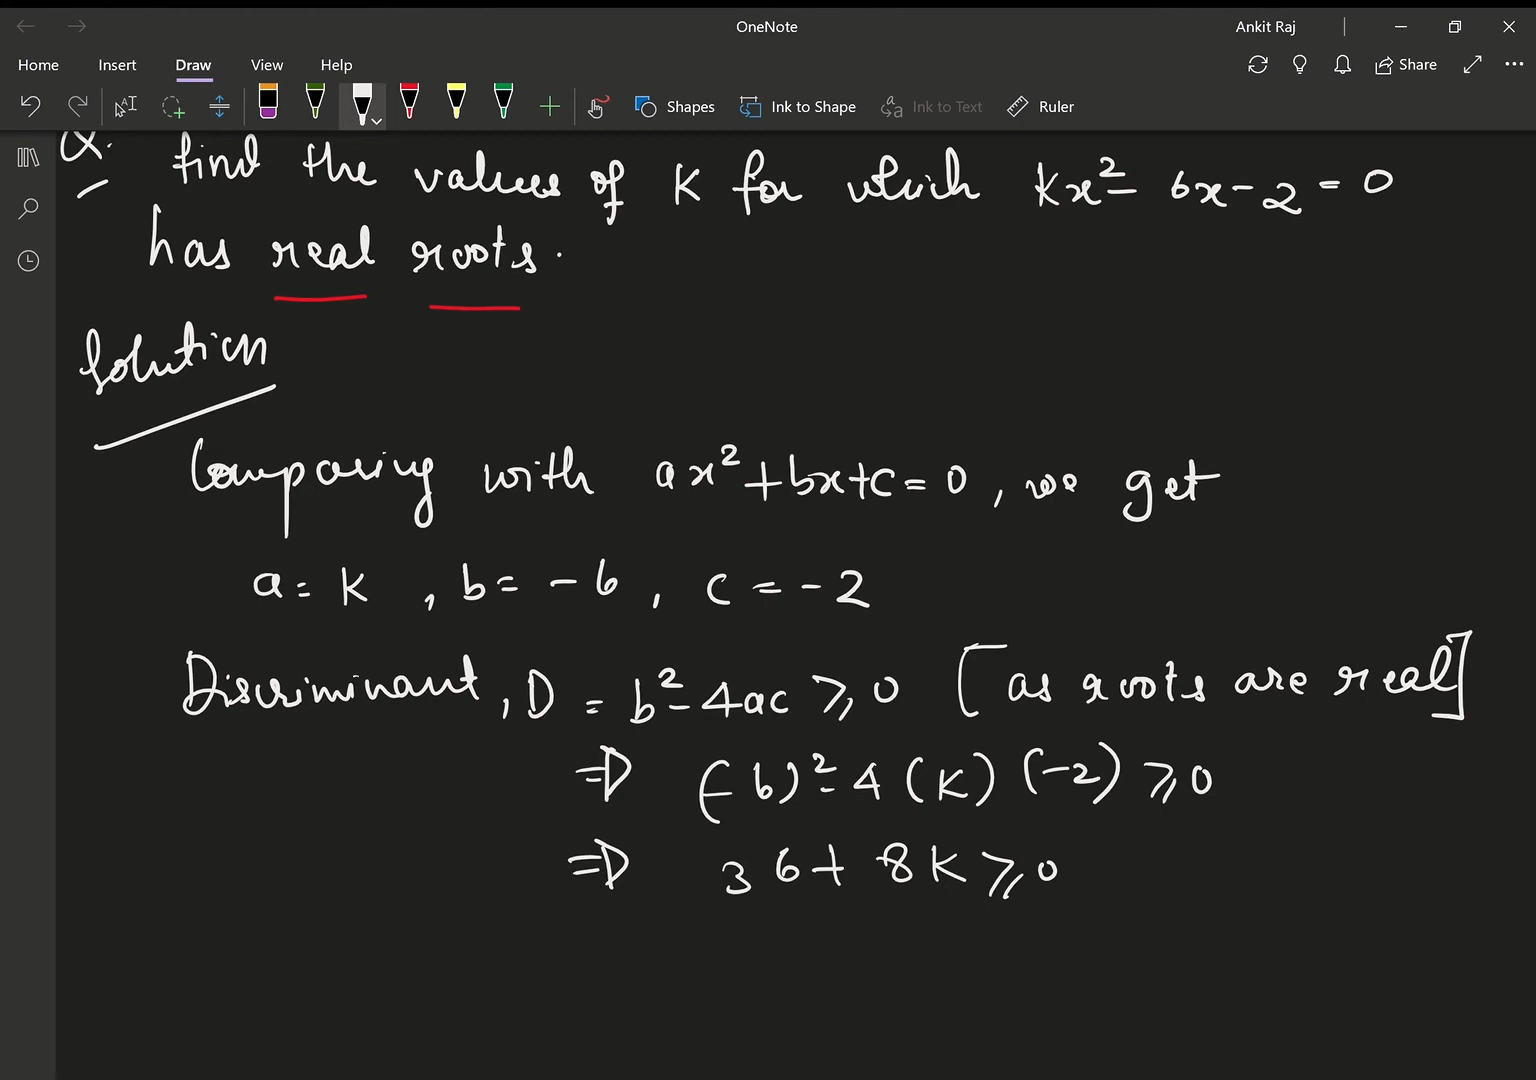 OneNote
Ankit Raj
Home Insert Draw View Help
Share
Shapes Ink to Shape Ink to Text Ruler
Q. find the values of K for which Kx² - 6x - 2 = 0
has real roots.
Solution
Comparing with ax² + bx + c = 0, we get
a = K, b = -6, c = -2
Discriminant, D = b² - 4ac ⩾ 0 [as roots are real]
⇒ (-6)² - 4(K)(-2) ⩾ 0
⇒ 36 + 8K ⩾ 0